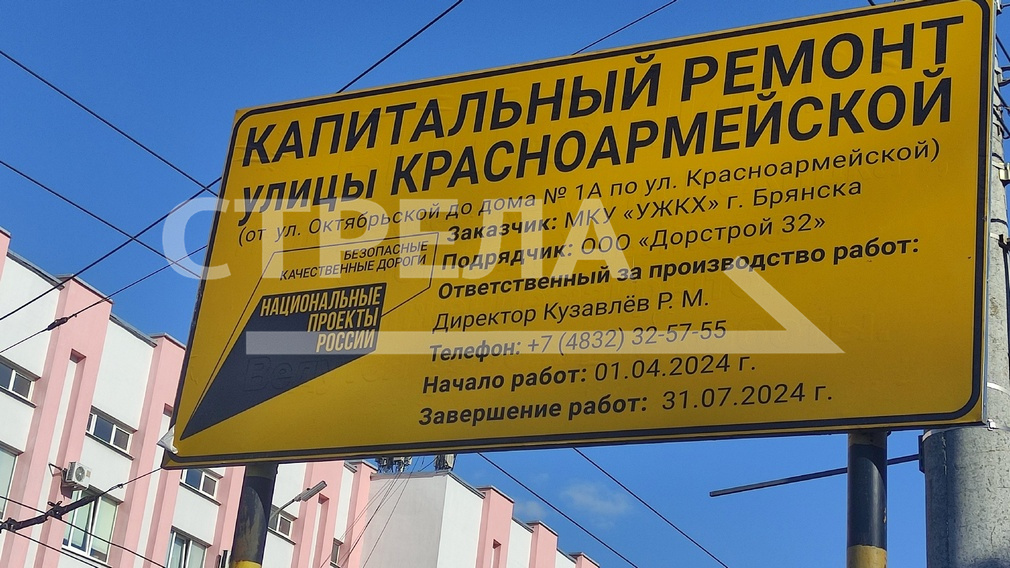 КАПИТАЛЬНЫЙ РЕМОНТ
УЛИЦЫ КРАСНОАРМЕЙСКОЙ
(от ул. Октябрьской до дома № 1А по ул. Красноармейской)
Заказчик: МКУ «УЖКХ» г. Брянска
Подрядчик: ООО «Дорстрой 32»
Ответственный за производство работ:
Директор Кузавлёв Р. М.
Телефон: +7 (4832) 32-57-55
Начало работ: 01.04.2024 г.
Завершение работ: 31.07.2024 г.
БЕЗОПАСНЫЕ
КАЧЕСТВЕННЫЕ ДОРОГИ
НАЦИОНАЛЬНЫЕ
ПРОЕКТЫ
РОССИИ
СТРЕЛА